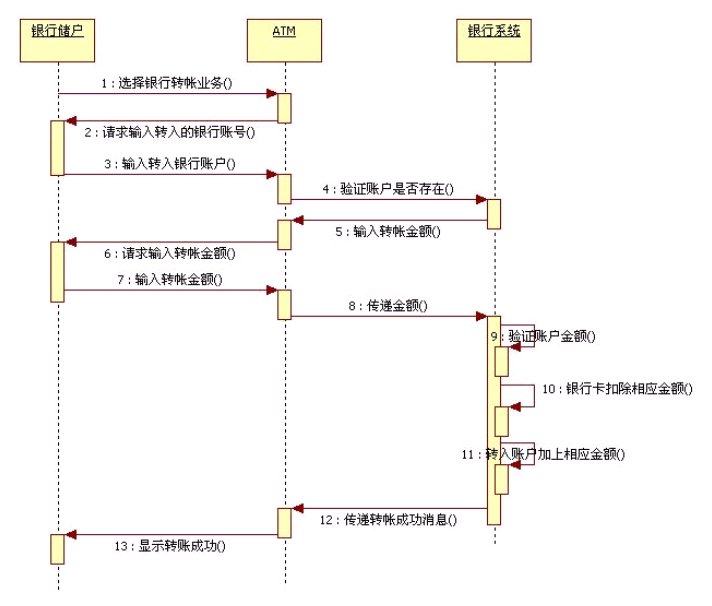 银行储户
ATM
银行系统
1 : 选择银行转帐业务()
2 : 请求输入转入的银行账号()
3 : 输入转入银行账户()
4 : 验证账户是否存在()
5 : 输入转帐金额()
6 : 请求输入转帐金额()
7 : 输入转帐金额()
8 : 传递金额()
9 : 验证账户金额()
10 : 银行卡扣除相应金额()
11 : 转入账户加上相应金额()
12 : 传递转帐成功消息()
13 : 显示转账成功()